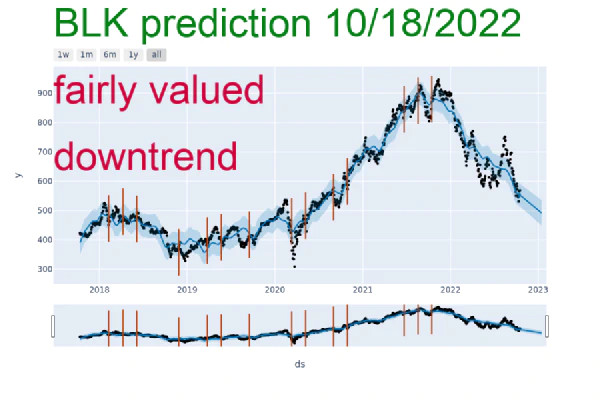 BLK prediction 10/18/2022
1w 1m 6m 1y all
fairly valued
downtrend
900
800
700
600
500
400
300
y
2018 2019 2020 2021 2022 2023
ds